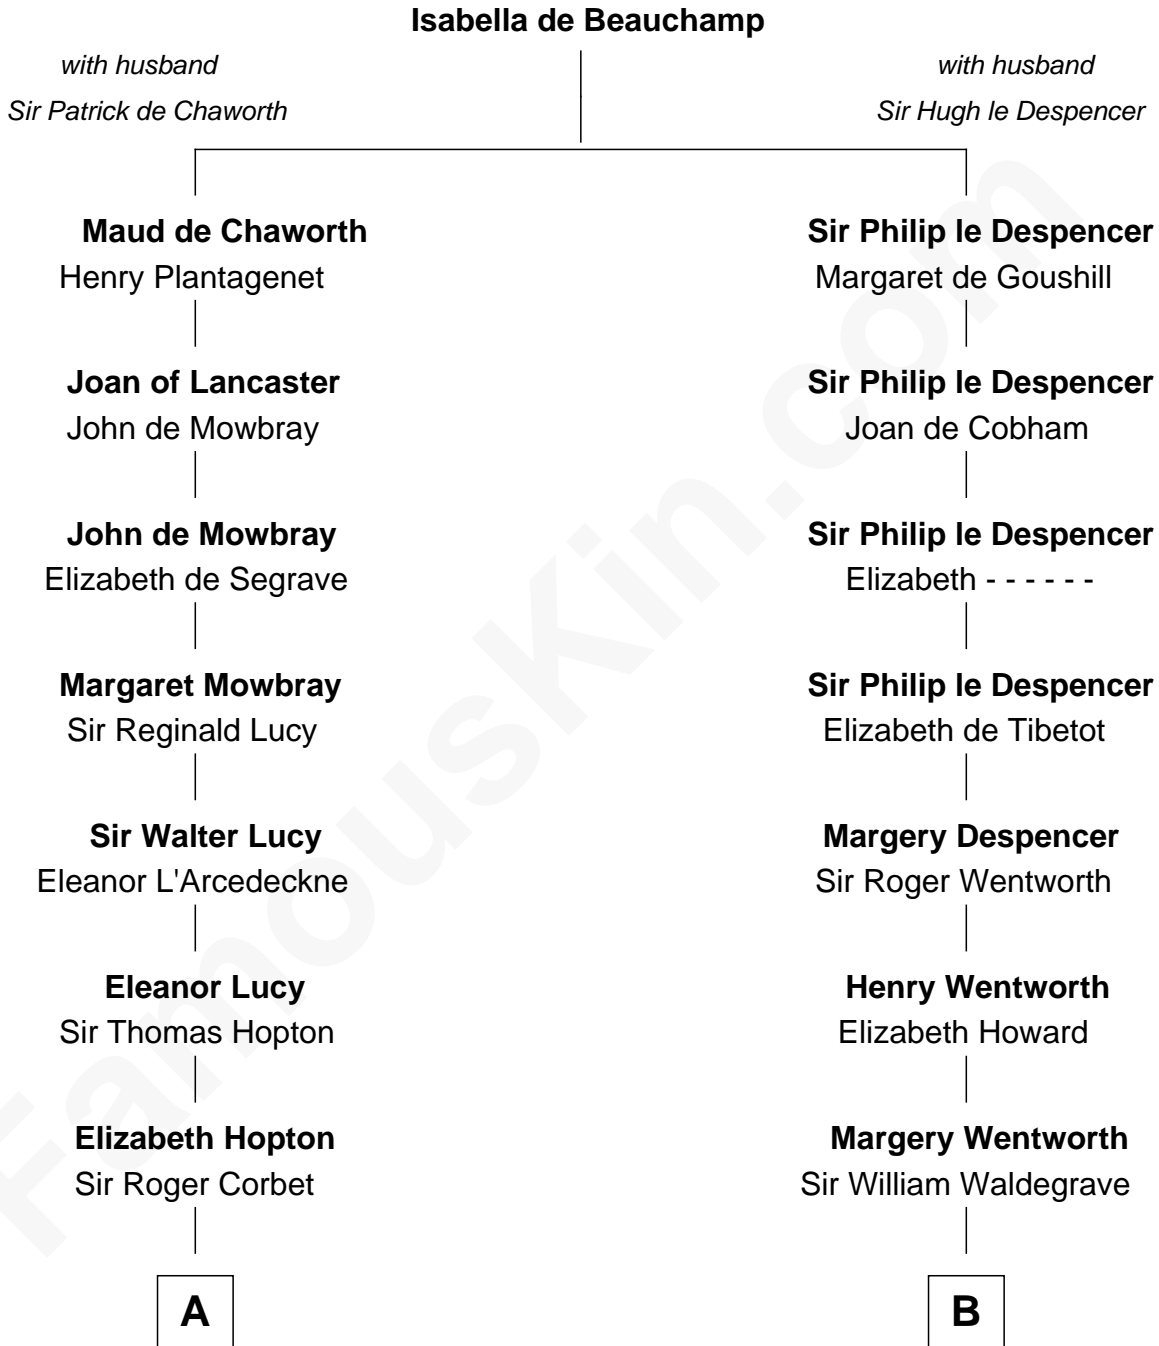 Isabella de Beauchamp
with husband
Sir Patrick de Chaworth
with husband
Sir Hugh le Despencer
Maud de Chaworth
Henry Plantagenet
Sir Philip le Despencer
Margaret de Goushill
Joan of Lancaster
John de Mowbray
Sir Philip le Despencer
Joan de Cobham
John de Mowbray
Elizabeth de Segrave
Sir Philip le Despencer
Elizabeth - - - - - -
Margaret Mowbray
Sir Reginald Lucy
Sir Philip le Despencer
Elizabeth de Tibetot
Sir Walter Lucy
Eleanor L'Arcedeckne
Margery Despencer
Sir Roger Wentworth
Eleanor Lucy
Sir Thomas Hopton
Henry Wentworth
Elizabeth Howard
Elizabeth Hopton
Sir Roger Corbet
Margery Wentworth
Sir William Waldegrave
A
B
FamousKin.com